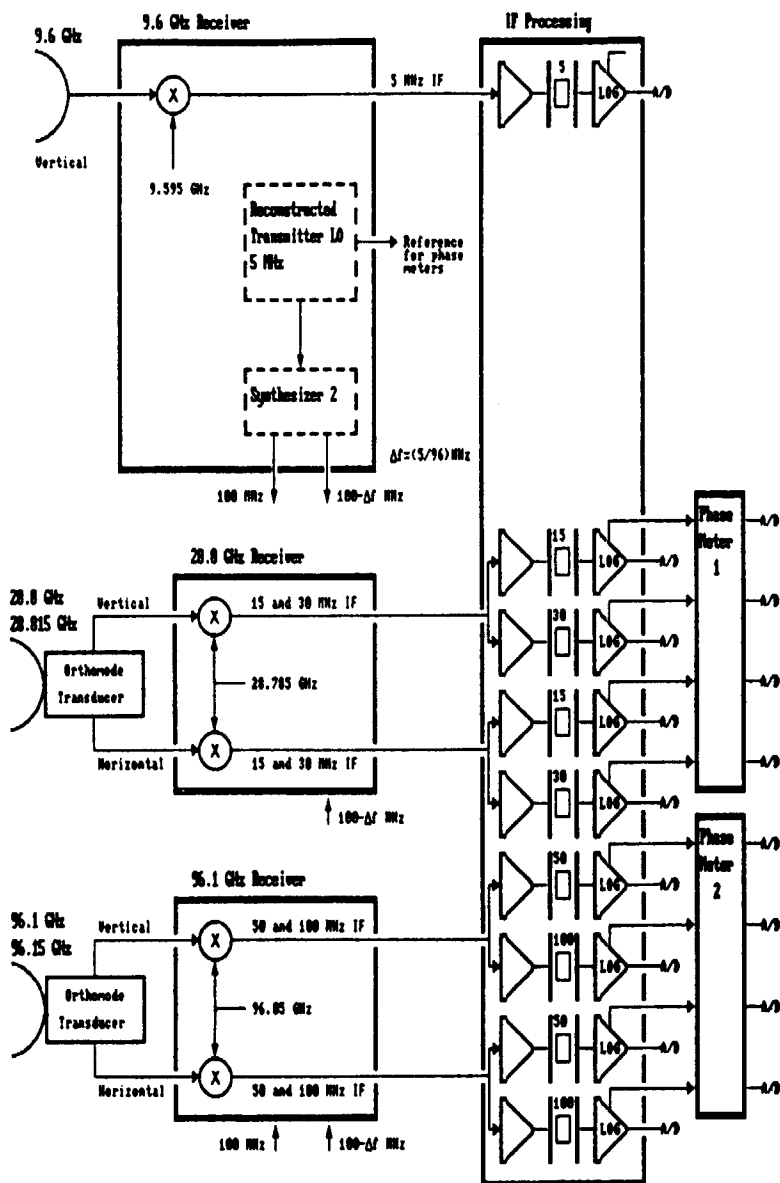 9.6 GHz Receiver
IF Processing
9.6 GHz
X
5 MHz IF
5
LOG
A/D
Vertical
9.595 GHz
Reconstructed
Transmitter LO
5 MHz
Reference
for phase
meters
Synthesizer 2
Δf=(5/96)MHz
100 MHz
100-Δf MHz
28.8 GHz Receiver
28.8 GHz
28.815 GHz
Vertical
X
15 and 30 MHz IF
Orthomode
Transducer
28.785 GHz
Horizontal
X
15 and 30 MHz IF
100-Δf MHz
15
LOG
A/D
30
LOG
A/D
15
LOG
A/D
30
LOG
A/D
Phase
Meter
1
A/D
A/D
A/D
A/D
96.1 GHz Receiver
96.1 GHz
96.15 GHz
Vertical
X
50 and 100 MHz IF
Orthomode
Transducer
96.05 GHz
Horizontal
X
50 and 100 MHz IF
100 MHz
100-Δf MHz
50
LOG
A/D
100
LOG
A/D
50
LOG
A/D
100
LOG
A/D
Phase
Meter
2
A/D
A/D
A/D
A/D